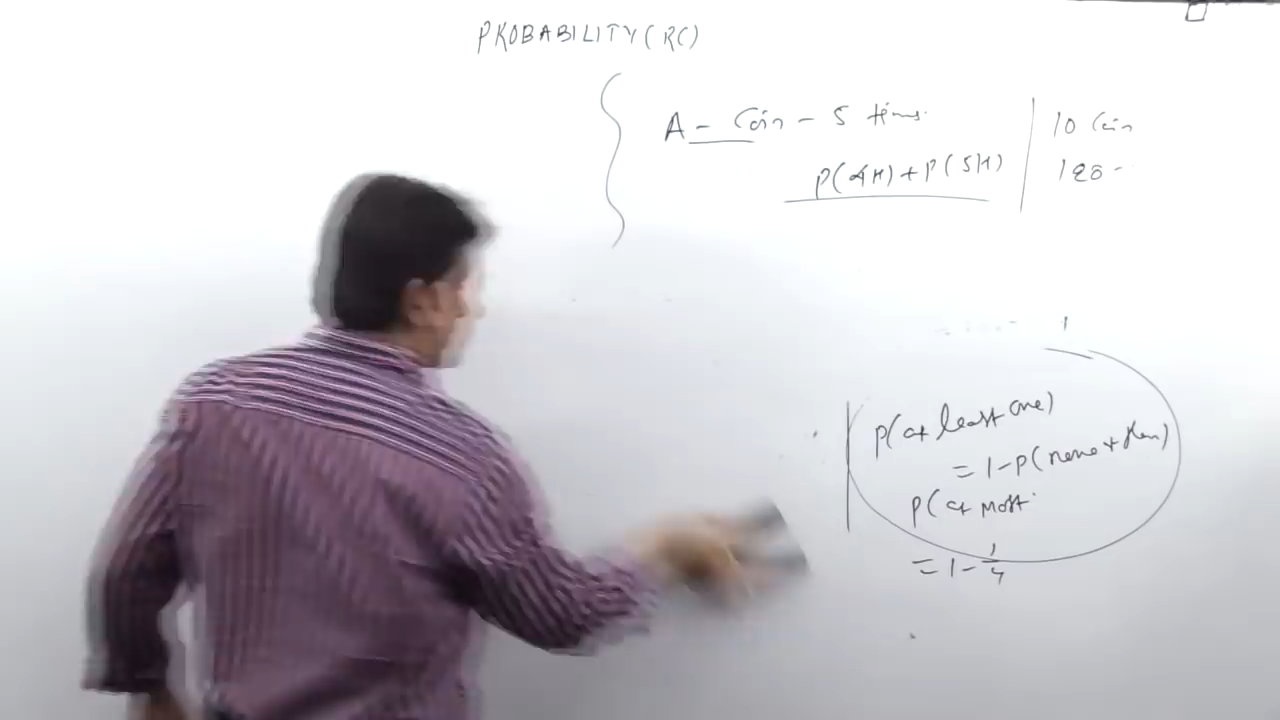 PROBABILITY(RC)
A - Coin - 5 times.
P(4H)+P(5H)
10 Coin
P(at least one)
= 1-P(none of them)
P(at most
= 1 - 1/4